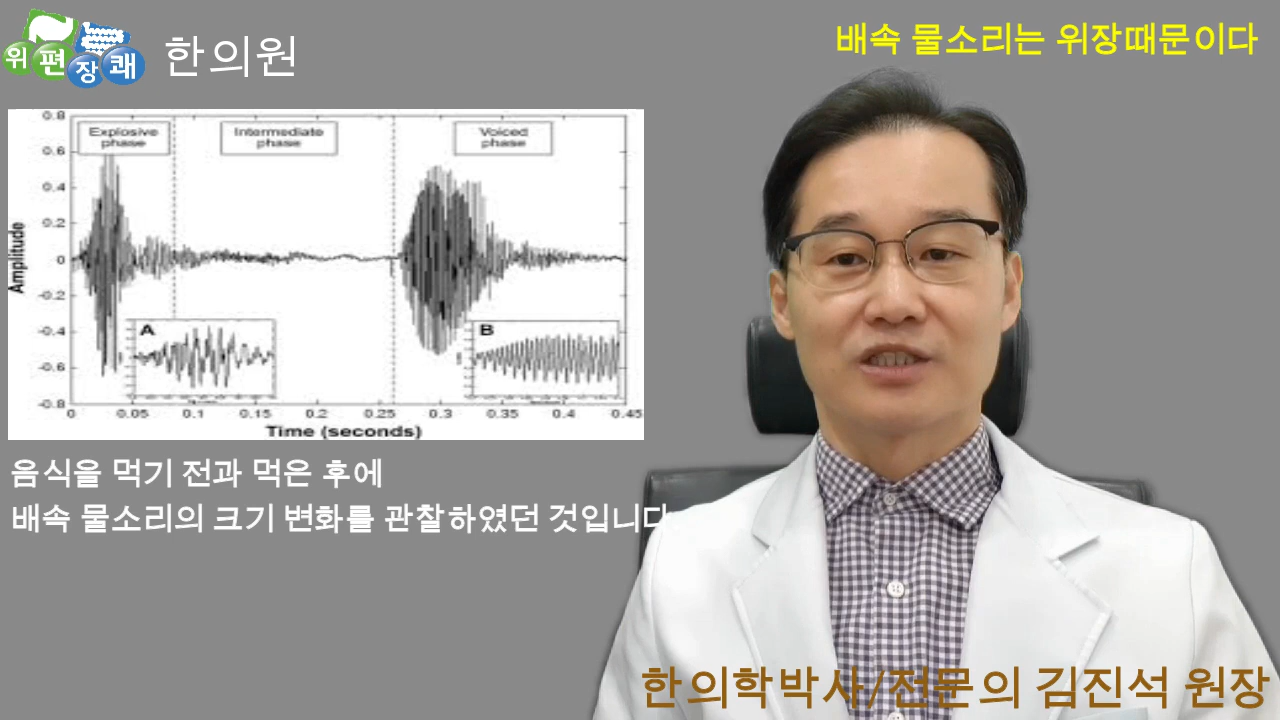 위편장쾌 한의원
배속 물소리는 위장때문이다
Explosive phase
Intermediate phase
Voiced phase
0.8
0.6
0.4
0.2
0
-0.2
-0.4
-0.6
-0.8
Amplitude
A
B
0 0.05 0.1 0.15 0.2 0.25 0.3 0.35 0.4 0.45
Time (seconds)
음식을 먹기 전과 먹은 후에
배속 물소리의 크기 변화를 관찰하였던 것입니다.
한의학박사/전문의 김진석 원장